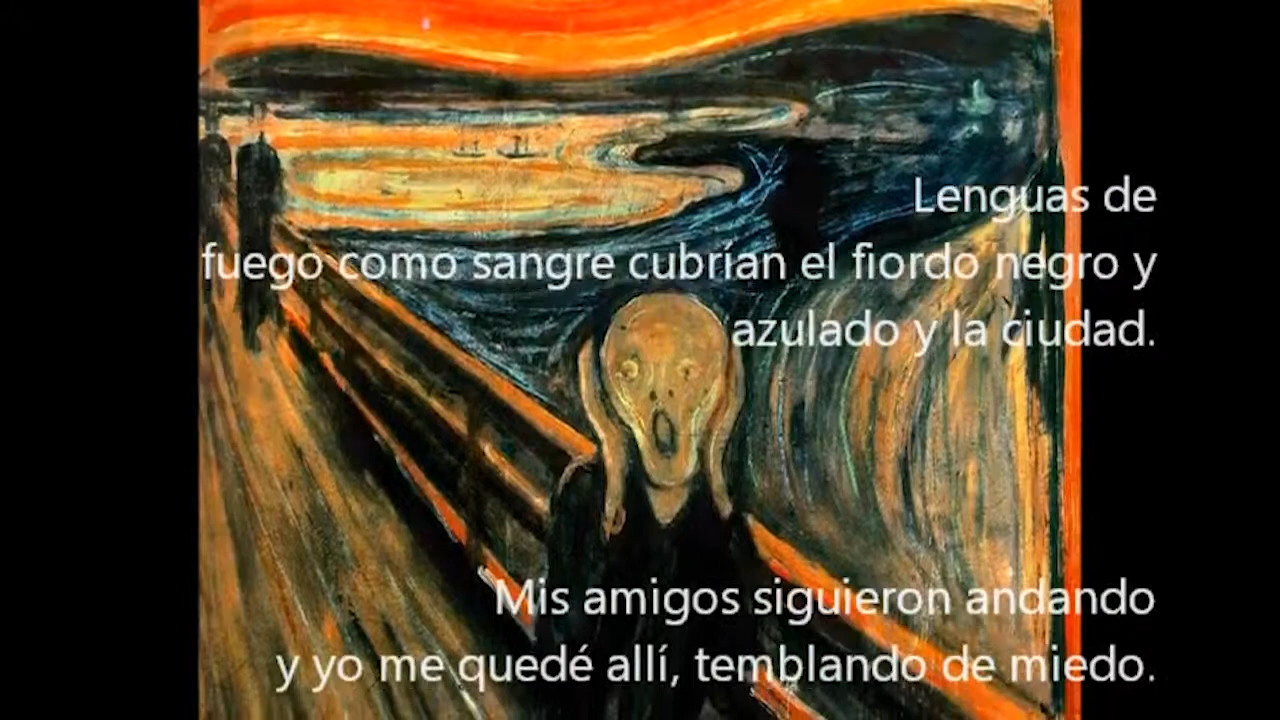 Lenguas de
fuego como sangre cubrían el fiordo negro y
azulado y la ciudad.
Mis amigos siguieron andando
y yo me quedé allí, temblando de miedo.